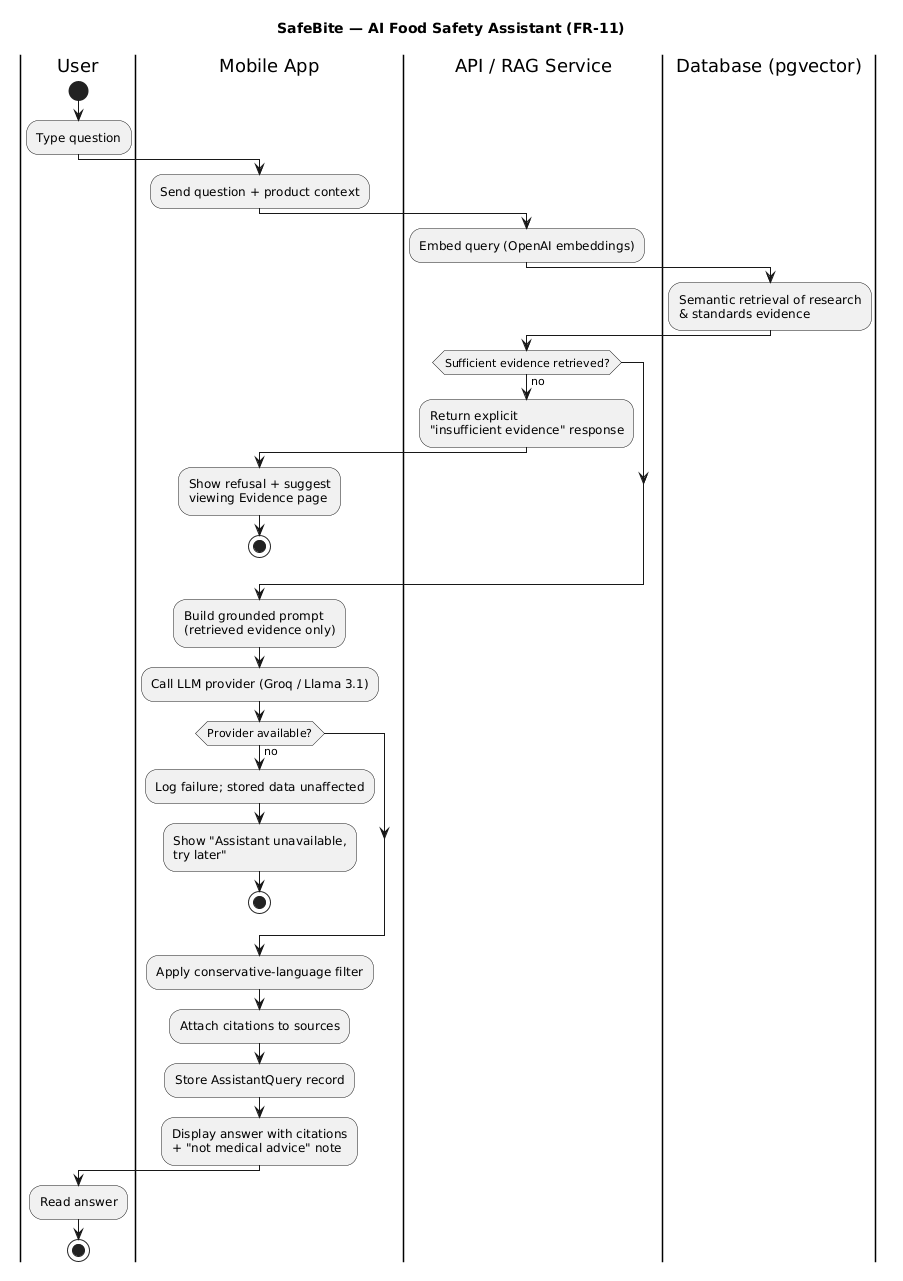 SafeBite — AI Food Safety Assistant (FR-11)
User
Mobile App
API / RAG Service
Database (pgvector)
Type question
Send question + product context
Embed query (OpenAI embeddings)
Semantic retrieval of research
& standards evidence
Sufficient evidence retrieved?
no
Return explicit
"insufficient evidence" response
Show refusal + suggest
viewing Evidence page
Build grounded prompt
(retrieved evidence only)
Call LLM provider (Groq / Llama 3.1)
Provider available?
no
Log failure; stored data unaffected
Show "Assistant unavailable,
try later"
Apply conservative-language filter
Attach citations to sources
Store AssistantQuery record
Display answer with citations
+ "not medical advice" note
Read answer